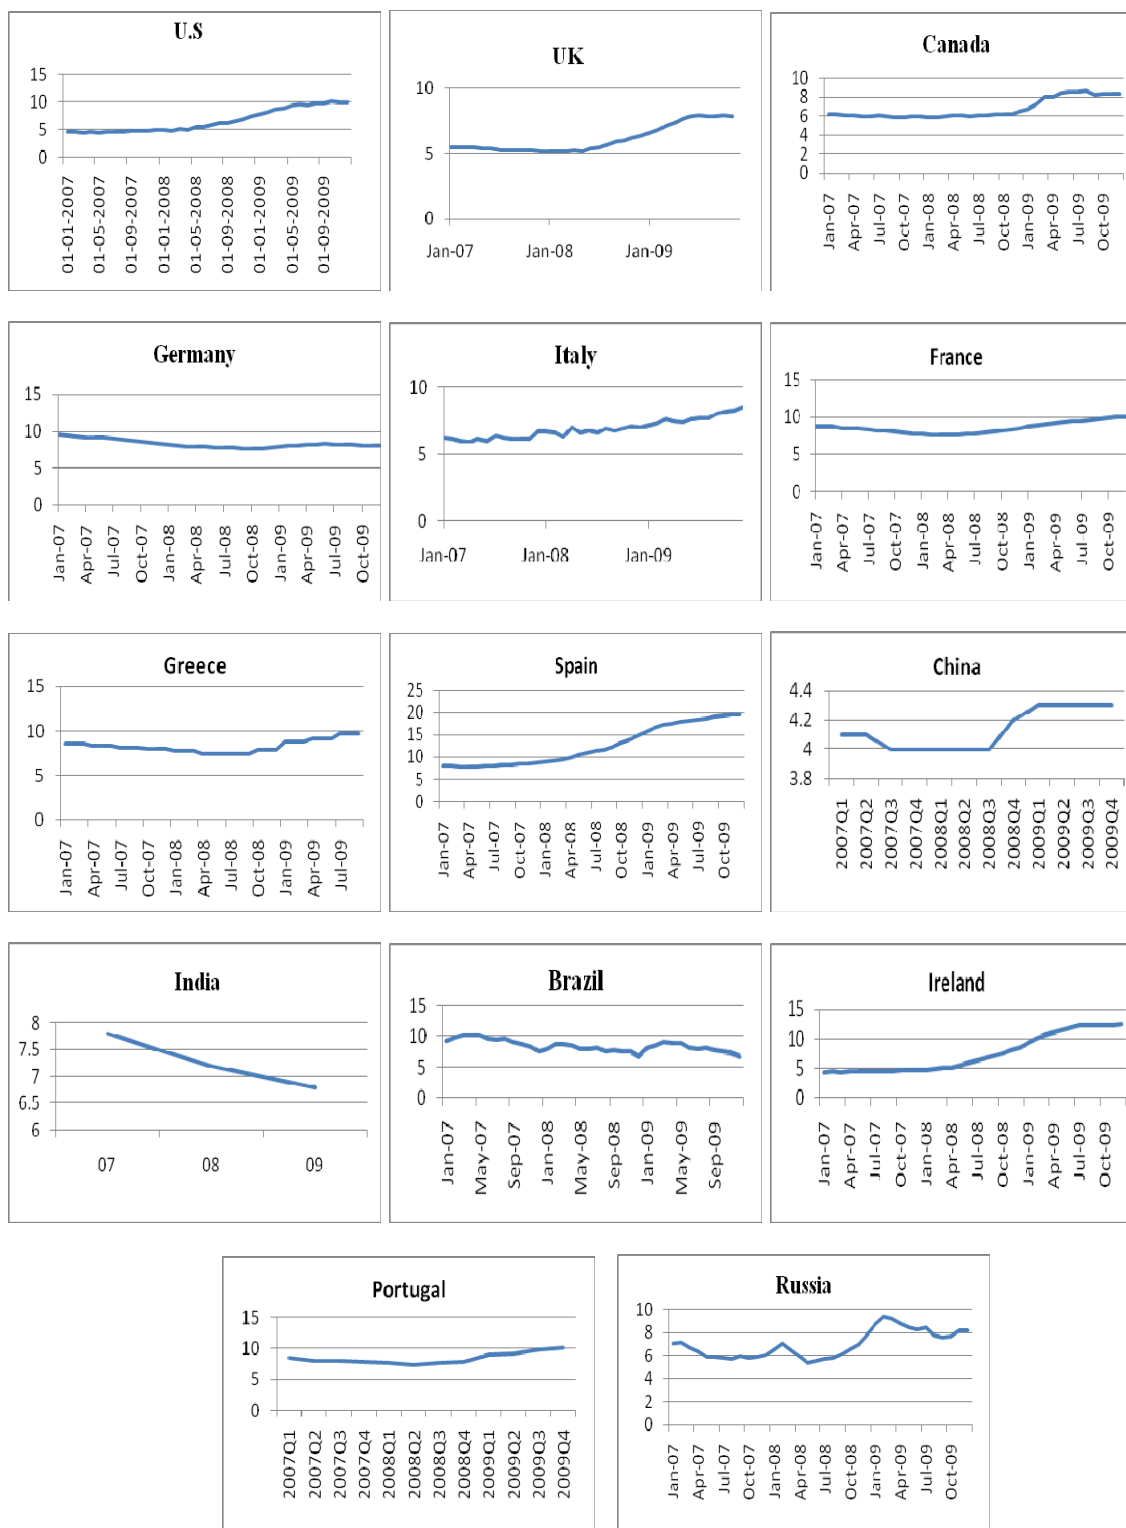 U.S
15
10
5
0
01-01-2007
01-05-2007
01-09-2007
01-01-2008
01-05-2008
01-09-2008
01-01-2009
01-05-2009
01-09-2009
UK
10
5
0
Jan-07
Jan-08
Jan-09
Canada
10
8
6
4
2
0
Jan-07
Apr-07
Jul-07
Oct-07
Jan-08
Apr-08
Jul-08
Oct-08
Jan-09
Apr-09
Jul-09
Oct-09
Germany
15
10
5
0
Jan-07
Apr-07
Jul-07
Oct-07
Jan-08
Apr-08
Jul-08
Oct-08
Jan-09
Apr-09
Jul-09
Oct-09
Italy
10
5
0
Jan-07
Jan-08
Jan-09
France
15
10
5
0
Jan-07
Apr-07
Jul-07
Oct-07
Jan-08
Apr-08
Jul-08
Oct-08
Jan-09
Apr-09
Jul-09
Oct-09
Greece
15
10
5
0
Jan-07
Apr-07
Jul-07
Oct-07
Jan-08
Apr-08
Jul-08
Oct-08
Jan-09
Apr-09
Jul-09
Spain
25
20
15
10
5
0
Jan-07
Apr-07
Jul-07
Oct-07
Jan-08
Apr-08
Jul-08
Oct-08
Jan-09
Apr-09
Jul-09
Oct-09
China
4.4
4.2
4
3.8
2007Q1
2007Q2
2007Q3
2007Q4
2008Q1
2008Q2
2008Q3
2008Q4
2009Q1
2009Q2
2009Q3
2009Q4
India
8
7.5
7
6.5
6
07
08
09
Brazil
15
10
5
0
Jan-07
May-07
Sep-07
Jan-08
May-08
Sep-08
Jan-09
May-09
Sep-09
Ireland
15
10
5
0
Jan-07
Apr-07
Jul-07
Oct-07
Jan-08
Apr-08
Jul-08
Oct-08
Jan-09
Apr-09
Jul-09
Oct-09
Portugal
15
10
5
0
2007Q1
2007Q2
2007Q3
2007Q4
2008Q1
2008Q2
2008Q3
2008Q4
2009Q1
2009Q2
2009Q3
2009Q4
Russia
10
8
6
4
2
0
Jan-07
Apr-07
Jul-07
Oct-07
Jan-08
Apr-08
Jul-08
Oct-08
Jan-09
Apr-09
Jul-09
Oct-09